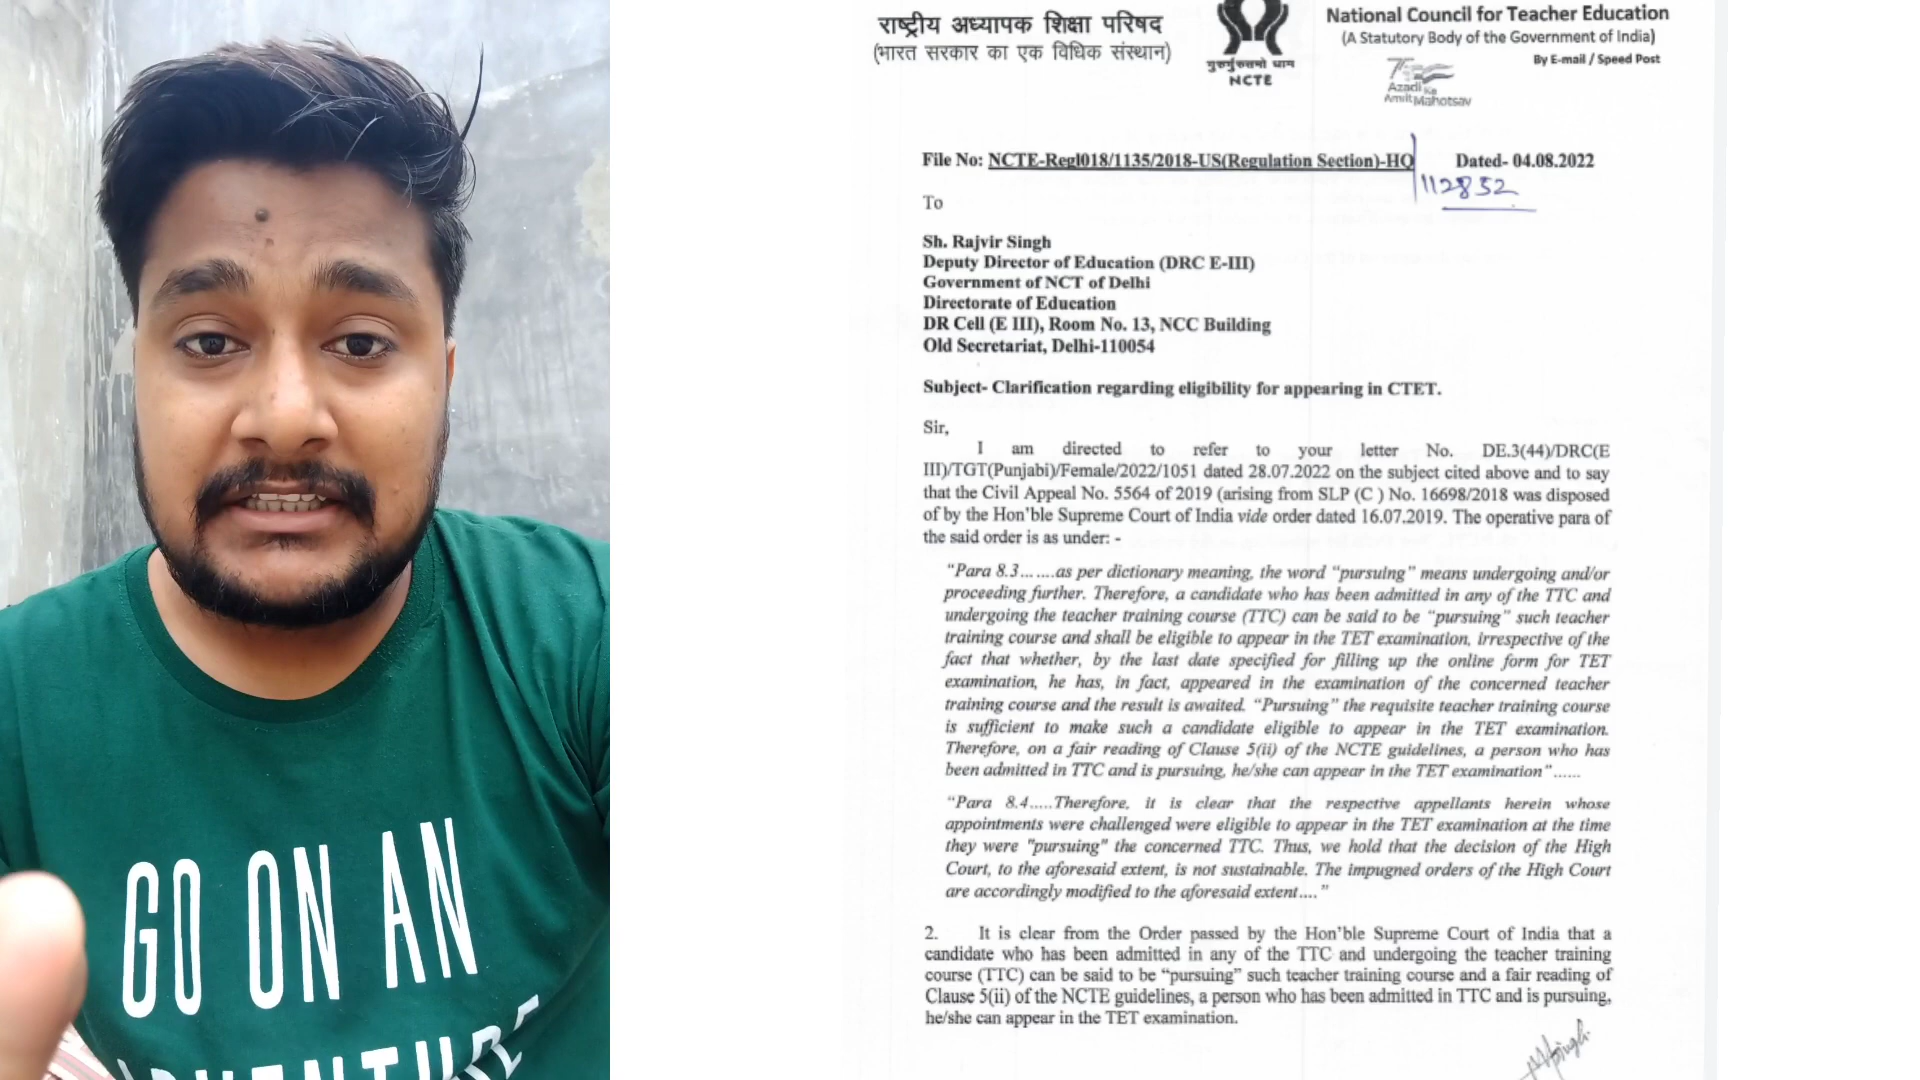 GO ON AN
राष्ट्रीय अध्यापक शिक्षा परिषद
(भारत सरकार का एक विधिक संस्थान)
NCTE
National Council for Teacher Education
(A Statutory Body of the Government of India)
By E-mail / Speed Post
Azadi Ka
Amrit Mahotsav
File No: NCTE-Regl018/1135/2018-US(Regulation Section)-HQ Dated- 04.08.2022
112852
To
Sh. Rajvir Singh
Deputy Director of Education (DRC E-III)
Government of NCT of Delhi
Directorate of Education
DR Cell (E III), Room No. 13, NCC Building
Old Secretariat, Delhi-110054
Subject- Clarification regarding eligibility for appearing in CTET.
Sir,
I am directed to refer to your letter No. DE.3(44)/DRC(E
III)/TGT(Punjabi)/Female/2022/1051 dated 28.07.2022 on the subject cited above and to say
that the Civil Appeal No. 5564 of 2019 (arising from SLP (C ) No. 16698/2018 was disposed
of by the Hon'ble Supreme Court of India vide order dated 16.07.2019. The operative para of
the said order is as under: -
"Para 8.3…....as per dictionary meaning, the word "pursuing" means undergoing and/or
proceeding further. Therefore, a candidate who has been admitted in any of the TTC and
undergoing the teacher training course (TTC) can be said to be "pursuing" such teacher
training course and shall be eligible to appear in the TET examination, irrespective of the
fact that whether, by the last date specified for filling up the online form for TET
examination, he has, in fact, appeared in the examination of the concerned teacher
training course and the result is awaited. "Pursuing" the requisite teacher training course
is sufficient to make such a candidate eligible to appear in the TET examination.
Therefore, on a fair reading of Clause 5(ii) of the NCTE guidelines, a person who has
been admitted in TTC and is pursuing, he/she can appear in the TET examination"......
"Para 8.4.....Therefore, it is clear that the respective appellants herein whose
appointments were challenged were eligible to appear in the TET examination at the time
they were "pursuing" the concerned TTC. Thus, we hold that the decision of the High
Court, to the aforesaid extent, is not sustainable. The impugned orders of the High Court
are accordingly modified to the aforesaid extent...."
2. It is clear from the Order passed by the Hon'ble Supreme Court of India that a
candidate who has been admitted in any of the TTC and undergoing the teacher training
course (TTC) can be said to be "pursuing" such teacher training course and a fair reading of
Clause 5(ii) of the NCTE guidelines, a person who has been admitted in TTC and is pursuing,
he/she can appear in the TET examination.